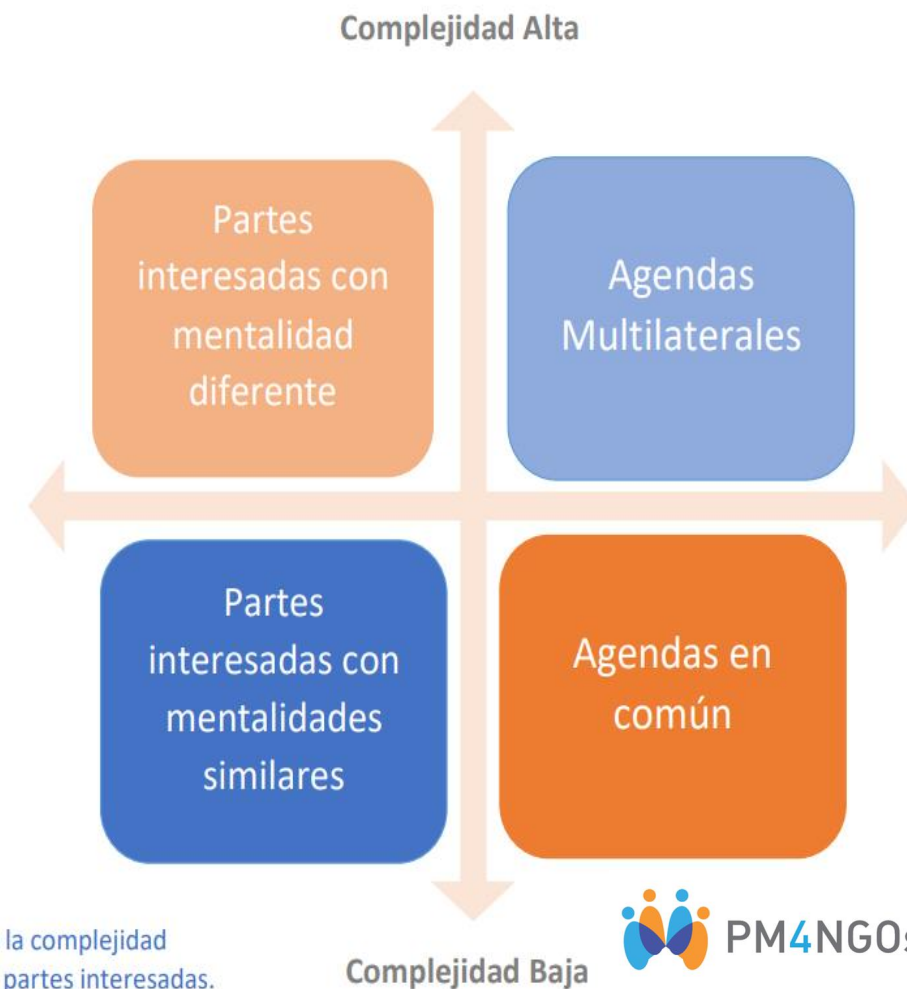 Complejidad Alta
Partes
interesadas con
mentalidad
diferente
Agendas
Multilaterales
Partes
interesadas con
mentalidades
similares
Agendas en
común
la complejidad
partes interesadas.
Complejidad Baja
PM4NGOs